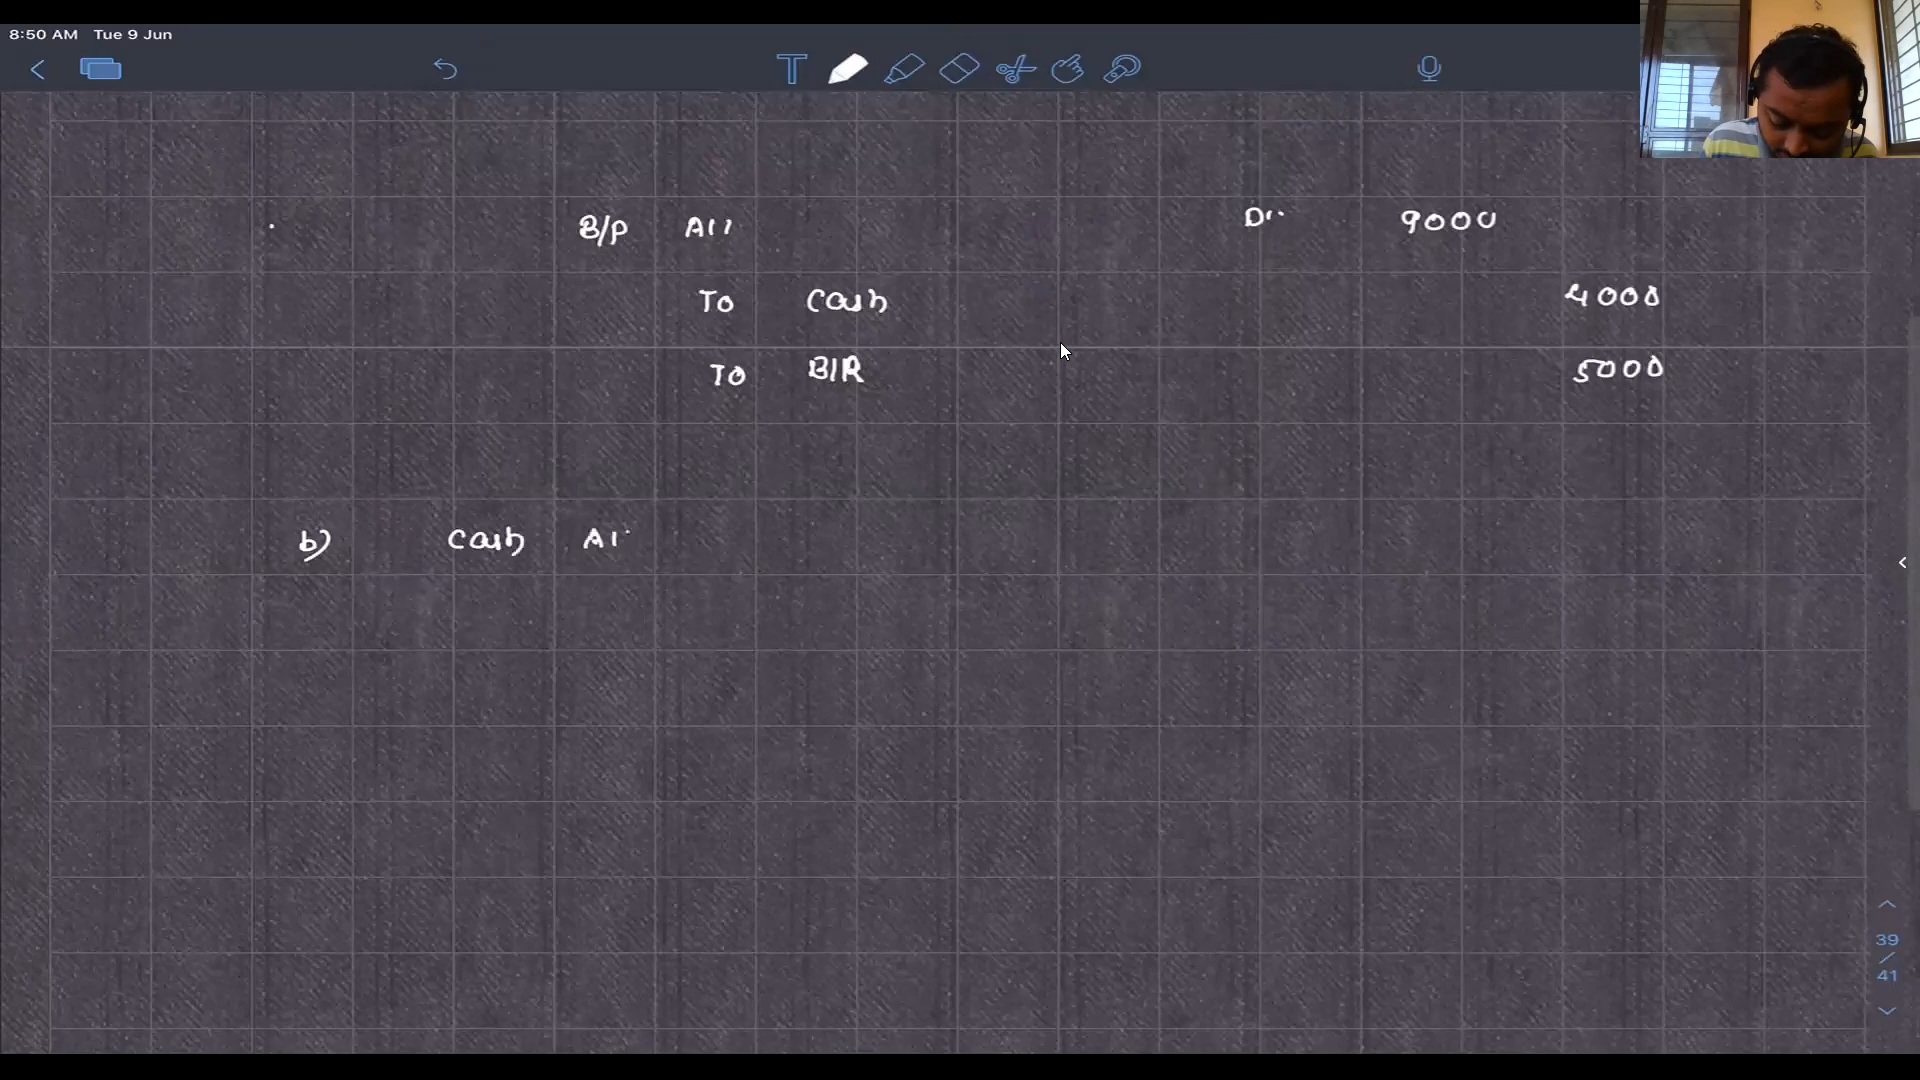 8:50 AM Tue 9 Jun
B/P A/c Dr. 9000
To Cash 4000
To B/R 5000
b) Cash A/c
39
/
41